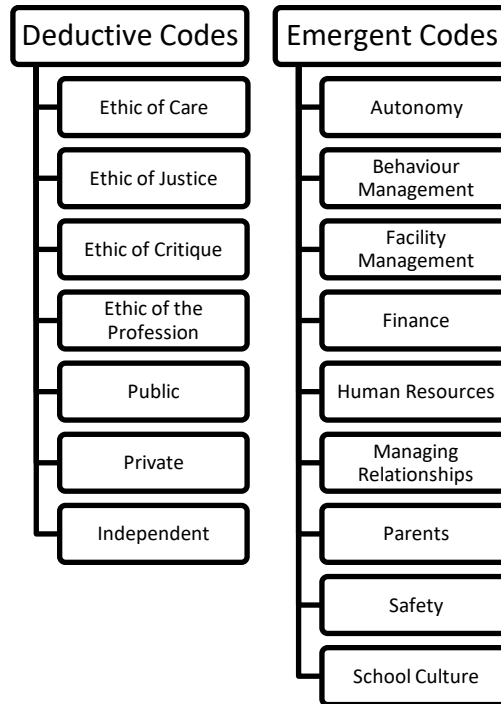 Deductive Codes
Ethic of Care
Ethic of Justice
Ethic of Critique
Ethic of the
Profession
Public
Private
Independent
Emergent Codes
Autonomy
Behaviour
Management
Facility
Management
Finance
Human Resources
Managing
Relationships
Parents
Safety
School Culture